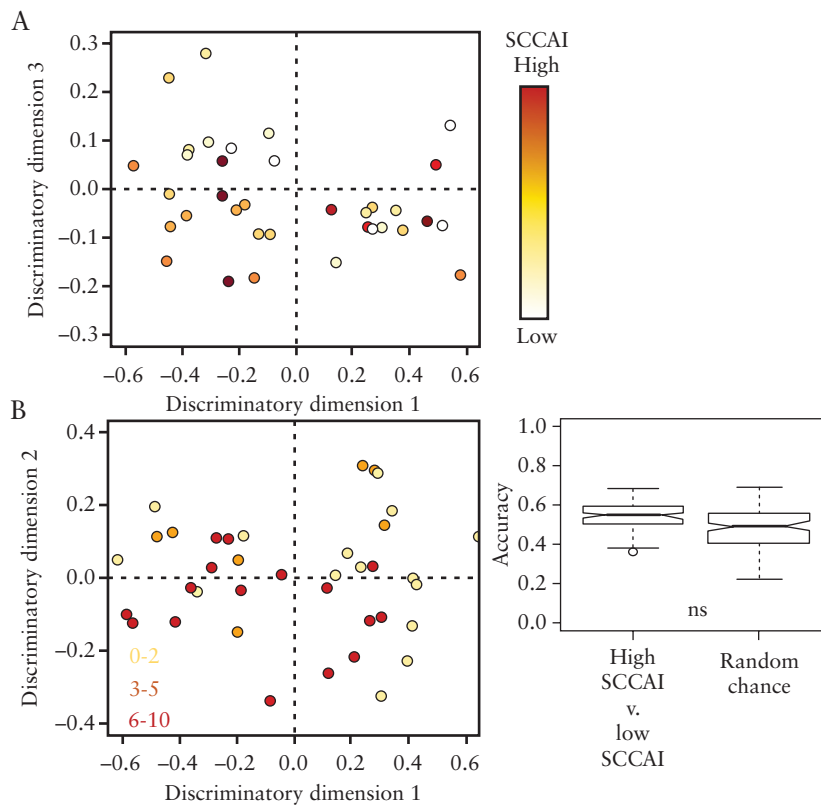 A
SCCAI
High
Low
Discriminatory dimension 3
0.3
0.2
0.1
0.0
–0.1
–0.2
–0.3
–0.6 –0.4 –0.2 0.0 0.2 0.4 0.6
Discriminatory dimension 1
B
Discriminatory dimension 2
0.4
0.2
0.0
–0.2
–0.4
0-2
3-5
6-10
–0.6 –0.4 –0.2 0.0 0.2 0.4 0.6
Discriminatory dimension 1
Accuracy
1.0
0.8
0.6
0.4
0.2
0.0
ns
High
SCCAI
v.
low
SCCAI
Random
chance